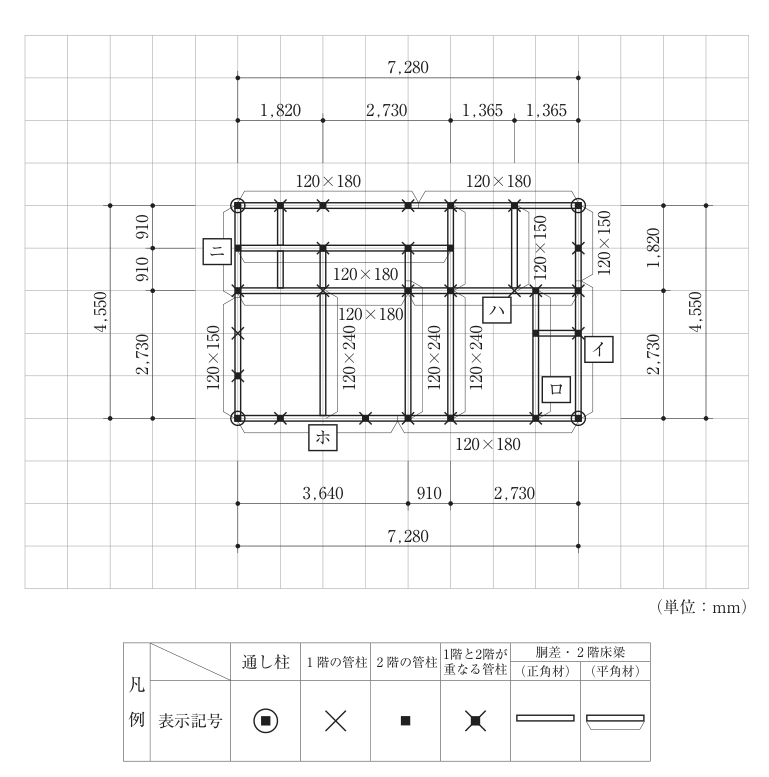 7,280
1,820 2,730 1,365 1,365
120×180 120×180
910 ニ 120×150 120×150 1,820
910 120×180
4,550 120×180 ハ 4,550
2,730 120×150 120×240 120×240 120×240 イ 2,730
ロ
ホ 120×180
3,640 910 2,730
7,280
(単位：mm)
凡例
通し柱 1階の管柱 2階の管柱 1階と2階が重なる管柱 胴差・2階床梁
(正角材) (平角材)
表示記号